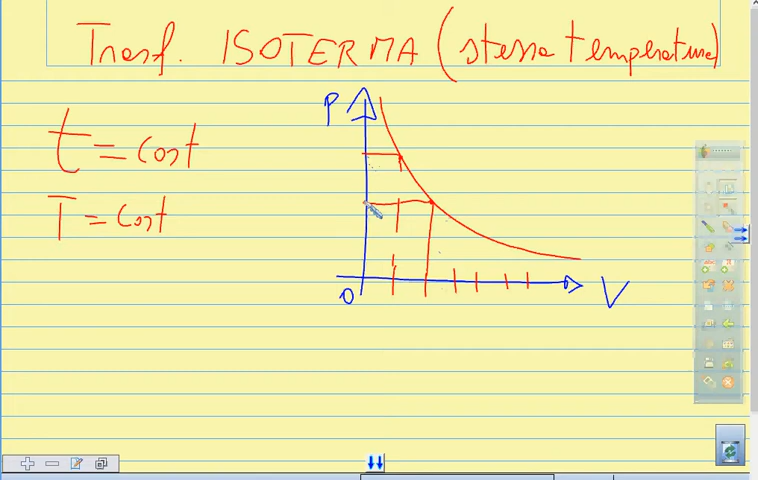 Trasf. ISOTERMA (stessa temperatura)
t = cost
T = cost
P
0
V